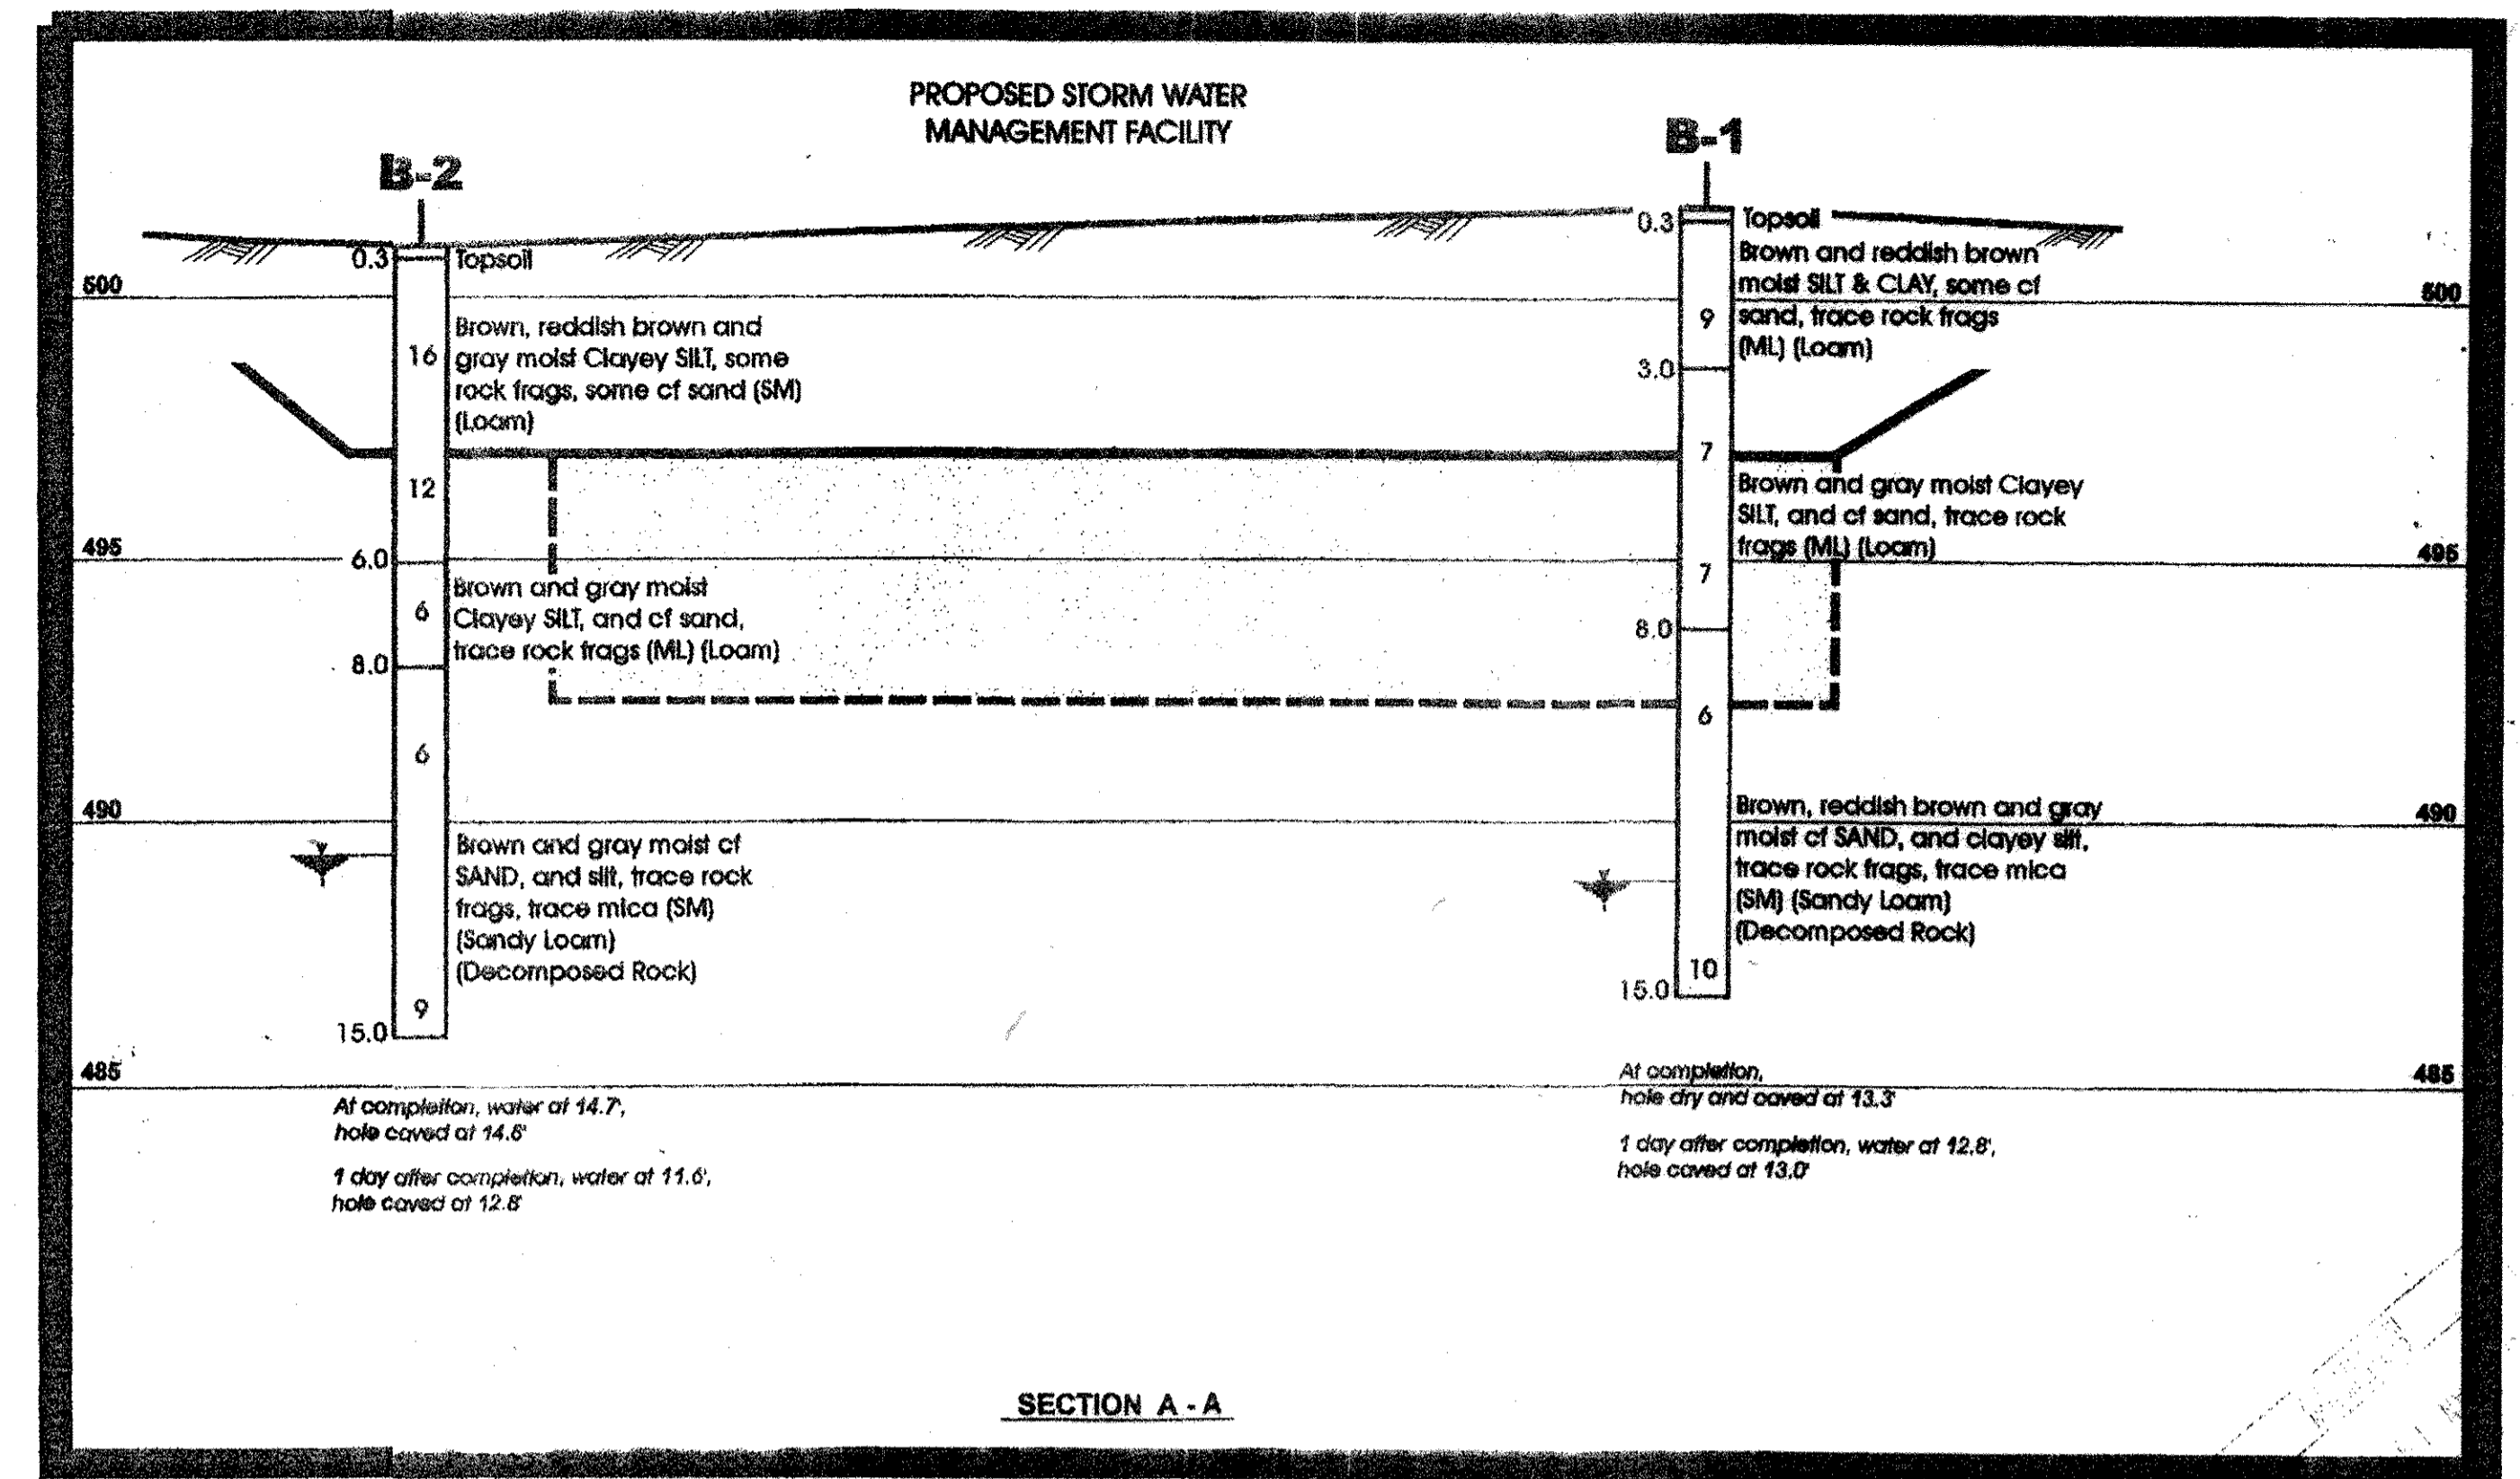 PROPOSED STORM WATER
MANAGEMENT FACILITY
B-2
B-1
0.3
Topsoil
500
Brown, reddish brown and
16
gray moist Clayey SILT, some
rock frags, some cf sand (SM)
(Loam)
12
495
6.0
Brown and gray moist
6
Clayey SILT, and cf sand,
trace rock frags (ML) (Loam)
8.0
6
490
Brown and gray moist cf
SAND, and silt, trace rock
frags, trace mica (SM)
(Sandy Loam)
(Decomposed Rock)
9
15.0
485
At completion, water at 14.7',
hole caved at 14.8'
1 day after completion, water at 11.6',
hole caved at 12.8'
0.3
Topsoil
Brown and reddish brown
moist SILT & CLAY, some cf
500
9
sand, trace rock frags
(ML) (Loam)
3.0
7
Brown and gray moist Clayey
SILT, and cf sand, trace rock
frags (ML) (Loam)
495
7
8.0
6
Brown, reddish brown and gray
490
moist cf SAND, and clayey silt,
trace rock frags, trace mica
(SM) (Sandy Loam)
(Decomposed Rock)
10
15.0
At completion,
485
hole dry and caved at 13.3'
1 day after completion, water at 12.8',
hole caved at 13.0'
SECTION A - A